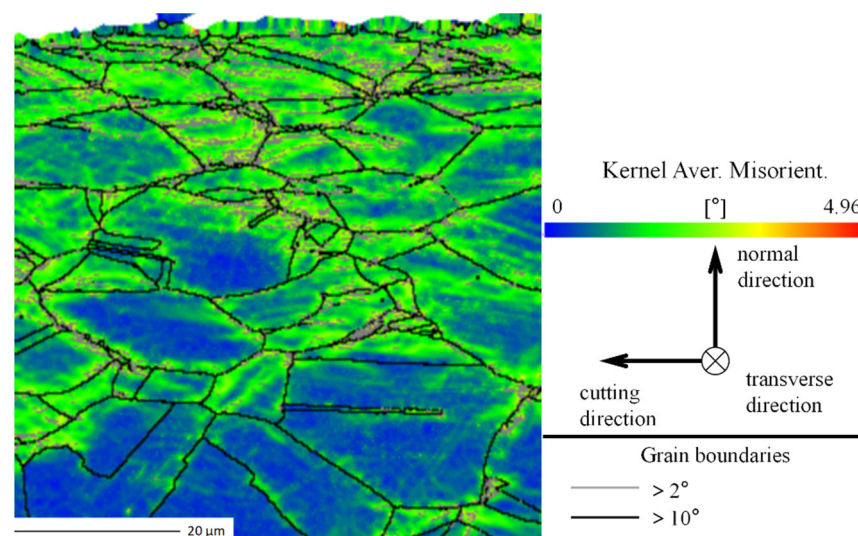 Kernel Aver. Misorient.
0 [°] 4.96
normal
direction
cutting
direction
transverse
direction
Grain boundaries
> 2°
> 10°
20 µm